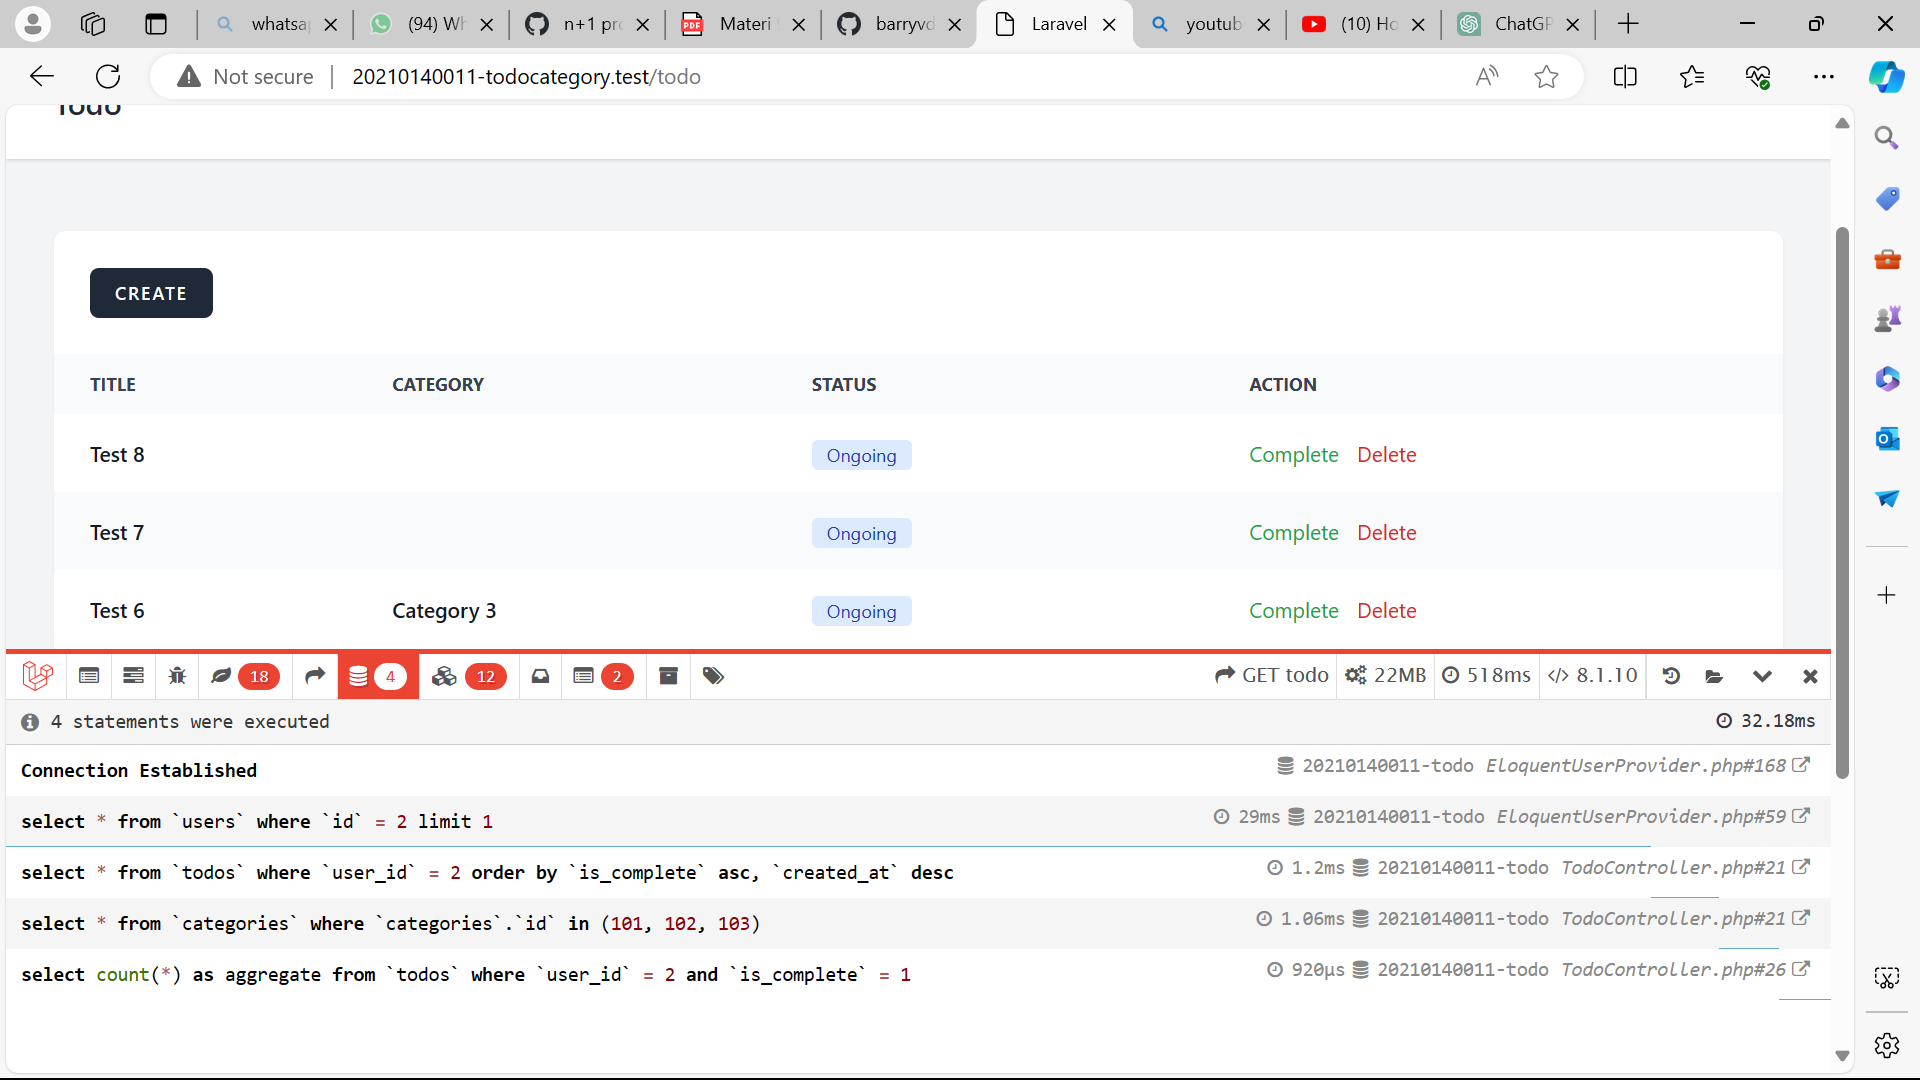 whatsa
(94) Wh
n+1 pro
Materi
barryvd
Laravel
youtub
(10) Ho
ChatGP
Not secure
20210140011-todocategory.test/todo
Todo
CREATE
TITLE CATEGORY STATUS ACTION
Test 8 Ongoing Complete Delete
Test 7 Ongoing Complete Delete
Test 6 Category 3 Ongoing Complete Delete
18 4 12 2 GET todo 22MB 518ms 8.1.10
4 statements were executed 32.18ms
Connection Established 20210140011-todo EloquentUserProvider.php#168
select * from `users` where `id` = 2 limit 1 29ms 20210140011-todo EloquentUserProvider.php#59
select * from `todos` where `user_id` = 2 order by `is_complete` asc, `created_at` desc 1.2ms 20210140011-todo TodoController.php#21
select * from `categories` where `categories`.`id` in (101, 102, 103) 1.06ms 20210140011-todo TodoController.php#21
select count(*) as aggregate from `todos` where `user_id` = 2 and `is_complete` = 1 920μs 20210140011-todo TodoController.php#26